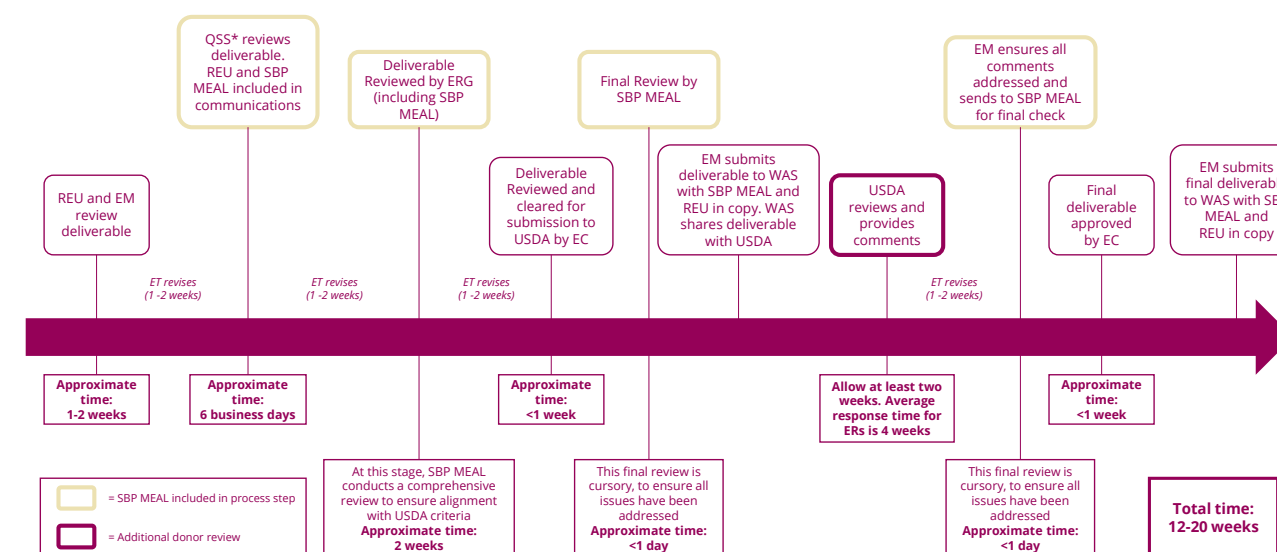 QSS* reviews
deliverable.
REU and SBP
MEAL included in
communications
Deliverable
Reviewed by ERG
(including SBP
MEAL)
Final Review by
SBP MEAL
EM ensures all
comments
addressed and
sends to SBP MEAL
for final check
REU and EM
review
deliverable
Deliverable
Reviewed and
cleared for
submission to
USDA by EC
EM submits
deliverable to WAS
with SBP MEAL and
REU in copy. WAS
shares deliverable
with USDA
USDA
reviews and
provides
comments
Final
deliverable
approved
by EC
EM submits
final
to WAS with
MEAL and
REU in copy
ET revises
(1 -2 weeks)
ET revises
(1 -2 weeks)
ET revises
(1 -2 weeks)
ET revises
(1 -2 weeks)
Approximate
time:
1-2 weeks
Approximate
time:
6 business days
Approximate
time:
<1 week
Allow at least two
weeks. Average
response time for
ERs is 4 weeks
Approximate
time:
<1 week
At this stage, SBP MEAL
conducts a comprehensive
review to ensure alignment
with USDA criteria
Approximate time:
2 weeks
This final review is
cursory, to ensure all
issues have been
addressed
Approximate time:
<1 day
This final review is
cursory, to ensure all
issues have been
addressed
Approximate time:
<1 day
= SBP MEAL included in process step
= Additional donor review
Total time:
12-20 weeks